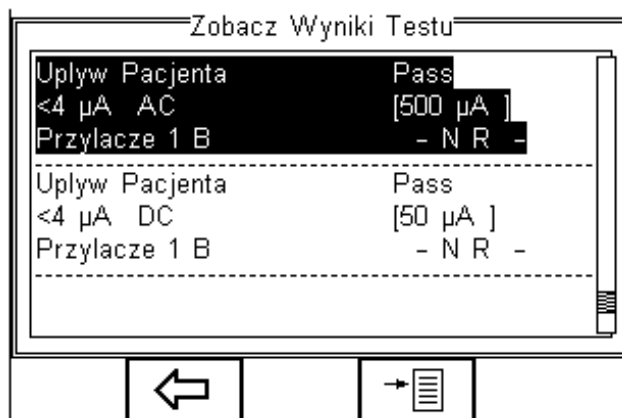 Zobacz Wyniki Testu
Uplyw Pacjenta Pass
<4 µA AC [500 µA ]
Przylacze 1 B - N R -
Uplyw Pacjenta Pass
<4 µA DC [50 µA ]
Przylacze 1 B - N R -